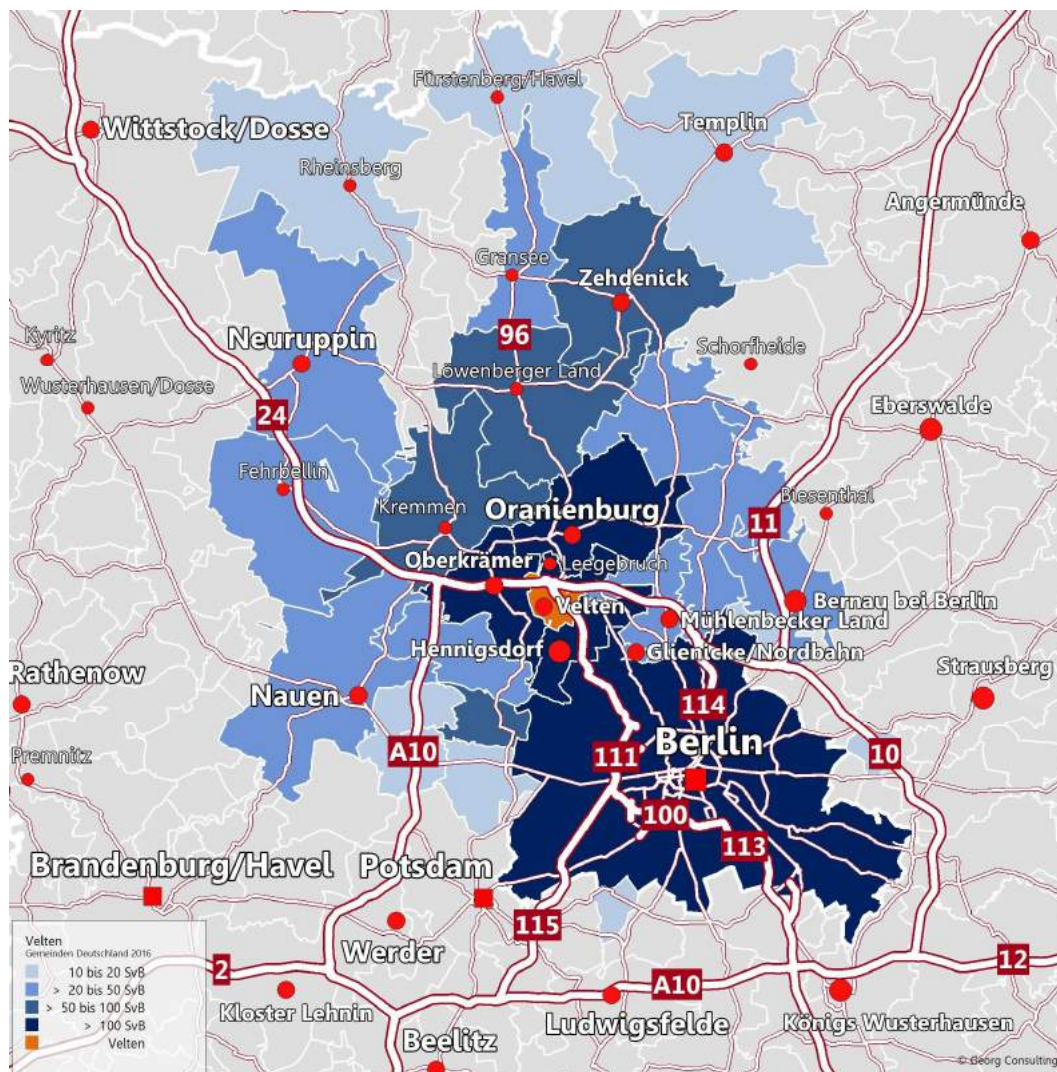 Fürstenberg/Havel
Wittstock/Dosse
Templin
Rheinsberg
Angermünde
Gransee
Zehdenick
96
Kyritz
Neuruppin
Schorfheide
Löwenberger Land
Wusterhausen/Dosse
24
Eberswalde
Fehrbellin
Kremmen
Oranienburg
11
Biesenthal
Oberkrämer
Leegebruch
Velten
Bernau bei Berlin
Mühlenbecker Land
Hennigsdorf
Glienicke/Nordbahn
Strausberg
Rathenow
Nauen
114
Berlin
A10
111
10
Premnitz
100
113
Brandenburg/Havel
Potsdam
115
Werder
2
12
Kloster Lehnin
A10
Ludwigsfelde
Königs Wusterhausen
Beelitz
Velten
Gemeinden Deutschland 2016
10 bis 20 SvB
> 20 bis 50 SvB
> 50 bis 100 SvB
> 100 SvB
Velten
© Georg Consulting